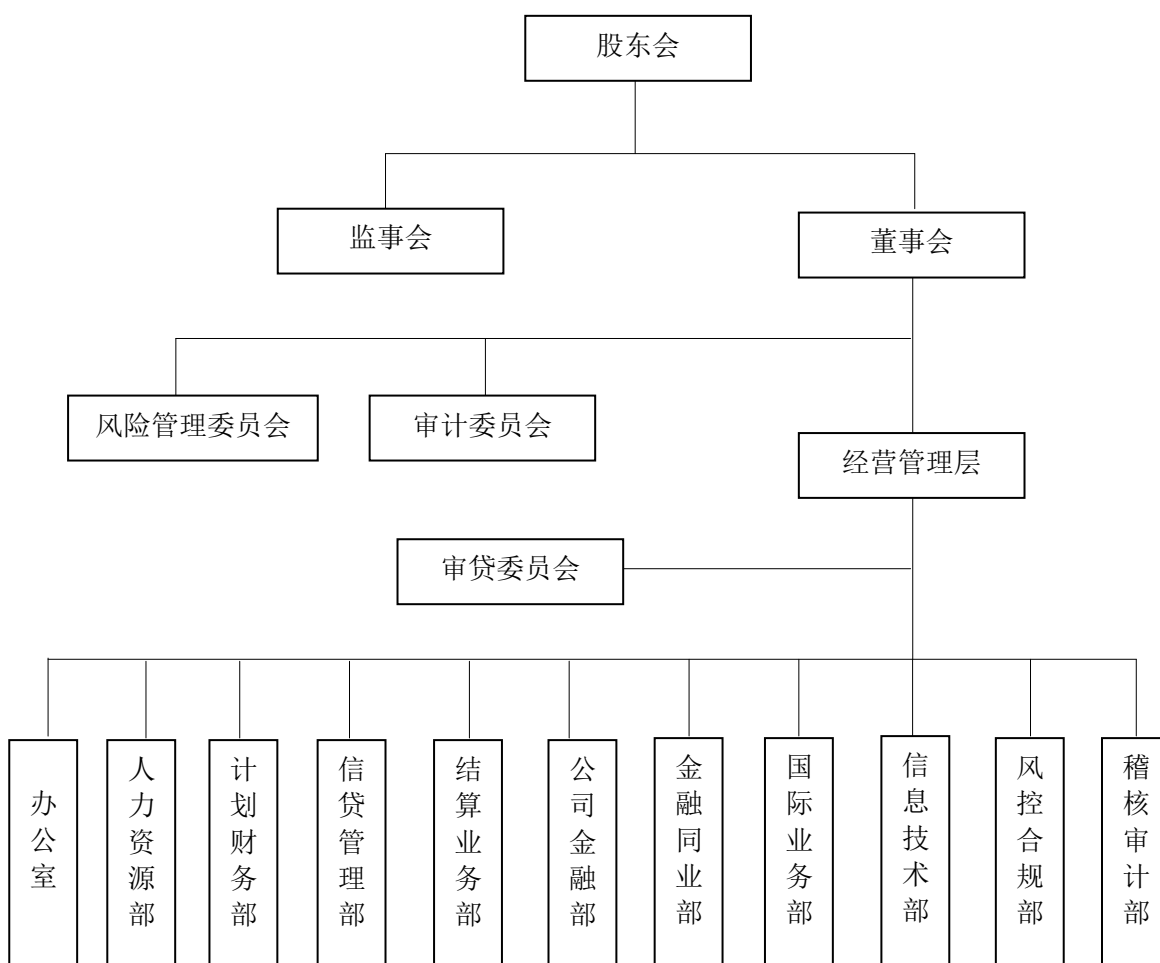 股东会
监事会
董事会
风险管理委员会
审计委员会
经营管理层
审贷委员会
办公室
人力资源部
计划财务部
信贷管理部
结算业务部
公司金融部
金融同业部
国际业务部
信息技术部
风控合规部
稽核审计部